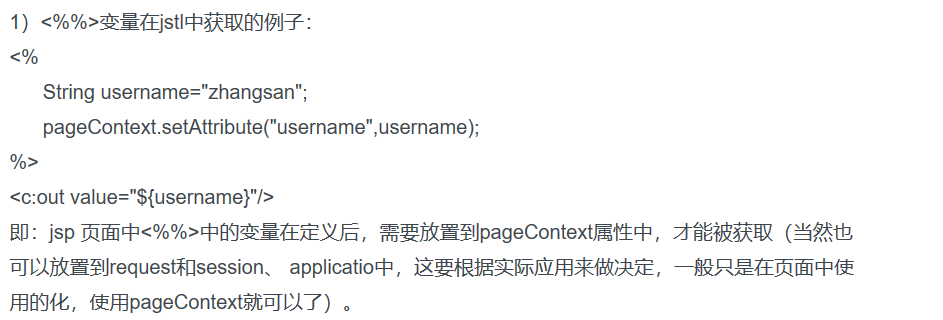 1）<%%>变量在jstl中获取的例子：
<%
String username="zhangsan";
pageContext.setAttribute("username",username);
%>
<c:out value="${username}"/>
即：jsp 页面中<%%>中的变量在定义后，需要放置到pageContext属性中，才能被获取（当然也
可以放置到request和session、 applicatio中，这要根据实际应用来做决定，一般只是在页面中使
用的化，使用pageContext就可以了）。